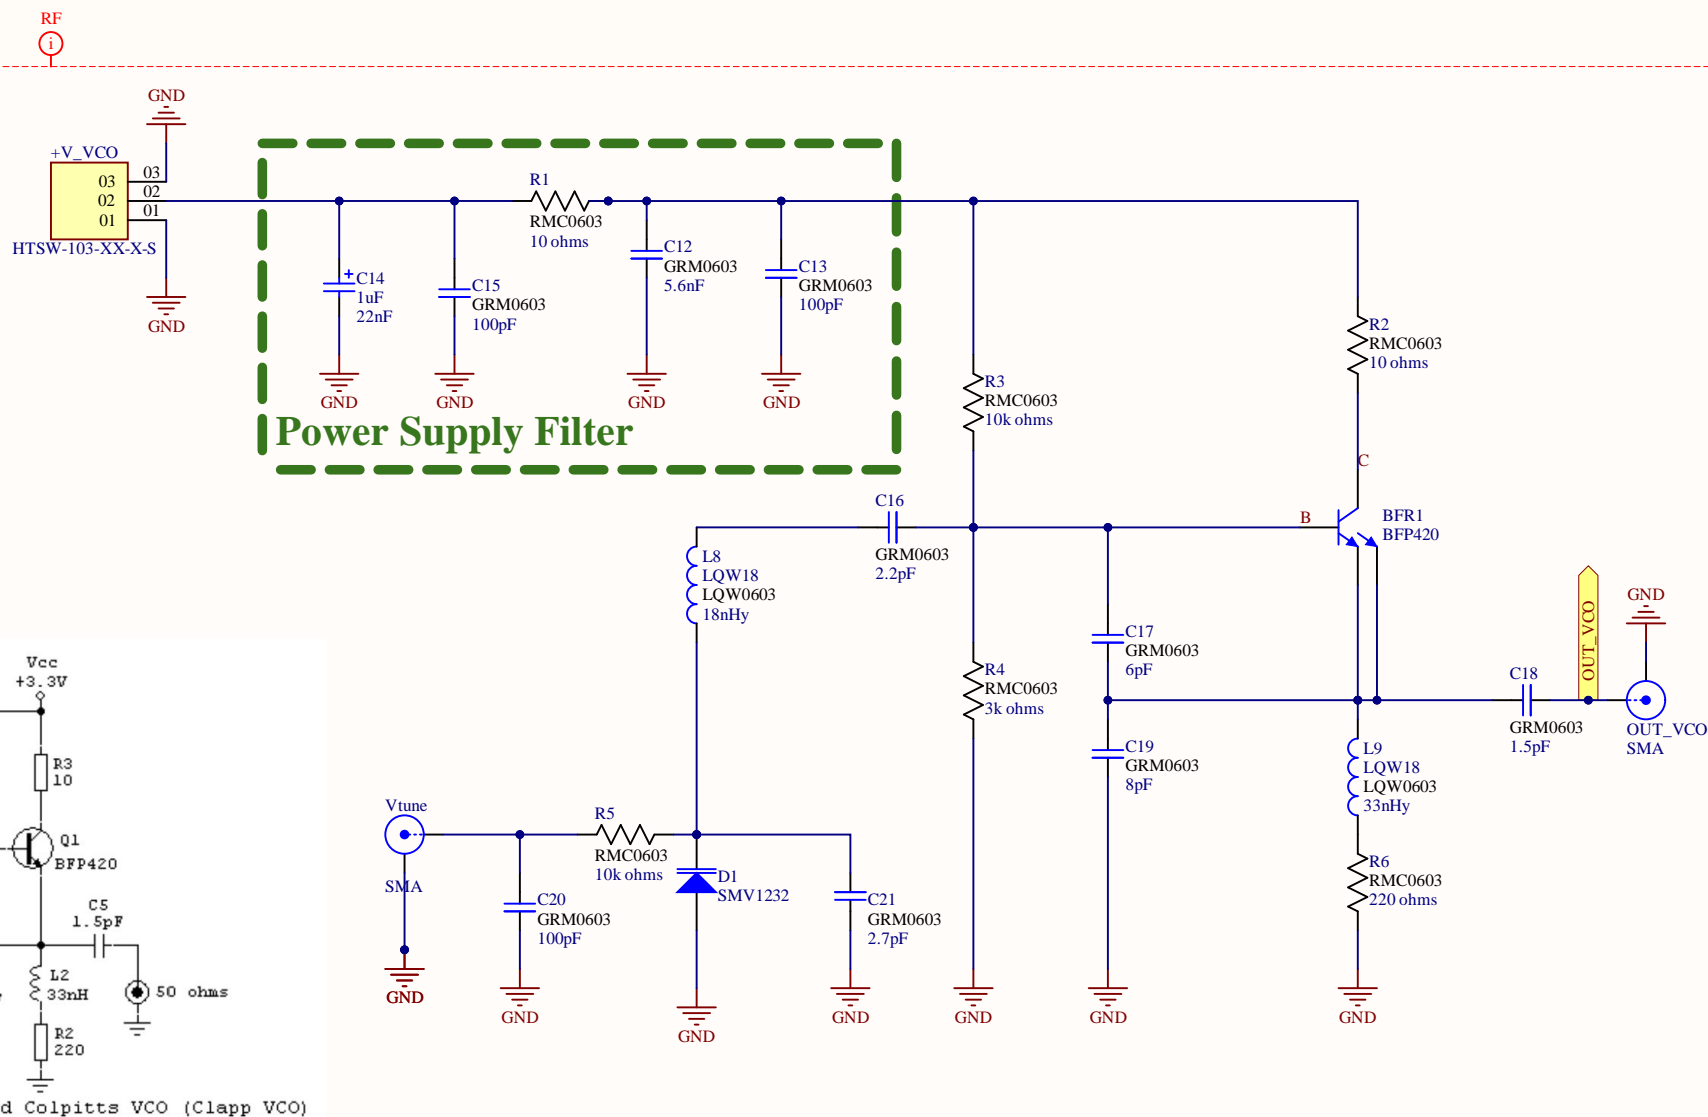 RF
i
GND
+V_VCO
03 03
02 02
01 01
HTSW-103-XX-X-S
GND
R1
RMC0603
10 ohms
C14
1uF
22nF
C15
GRM0603
100pF
C12
GRM0603
5.6nF
C13
GRM0603
100pF
GND
GND
GND
GND
Power Supply Filter
R3
RMC0603
10k ohms
R2
RMC0603
10 ohms
C
B
BFR1
BFP420
C16
GRM0603
2.2pF
L8
LQW18
LQW0603
18nHy
C17
GRM0603
6pF
R4
RMC0603
3k ohms
C19
GRM0603
8pF
C18
GRM0603
1.5pF
OUT_VCO
GND
OUT_VCO
SMA
L9
LQW18
LQW0603
33nHy
R6
RMC0603
220 ohms
Vtune
SMA
GND
R5
RMC0603
10k ohms
C20
GRM0603
100pF
D1
SMV1232
C21
GRM0603
2.7pF
GND
GND
GND
GND
GND
GND
Vcc
+3.3V
R3
10
Q1
BFP420
C5
1.5pF
L2
33nH
50 ohms
R2
220
d Colpitts VCO (Clapp VCO)